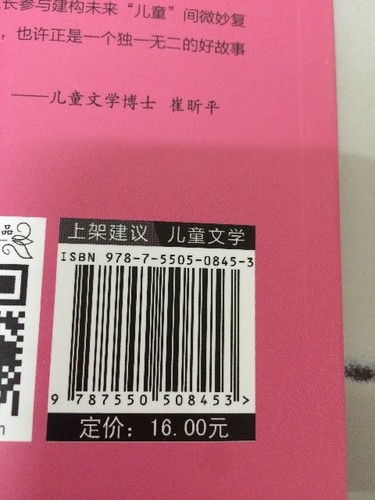 长参与建构未来“儿童”间微妙复
，也许正是一个独一无二的好故事
——儿童文学博士 崔昕平
品
上架建议 儿童文学
ISBN 978-7-5505-0845-3
9 787550 508453>
n
定价：16.00元